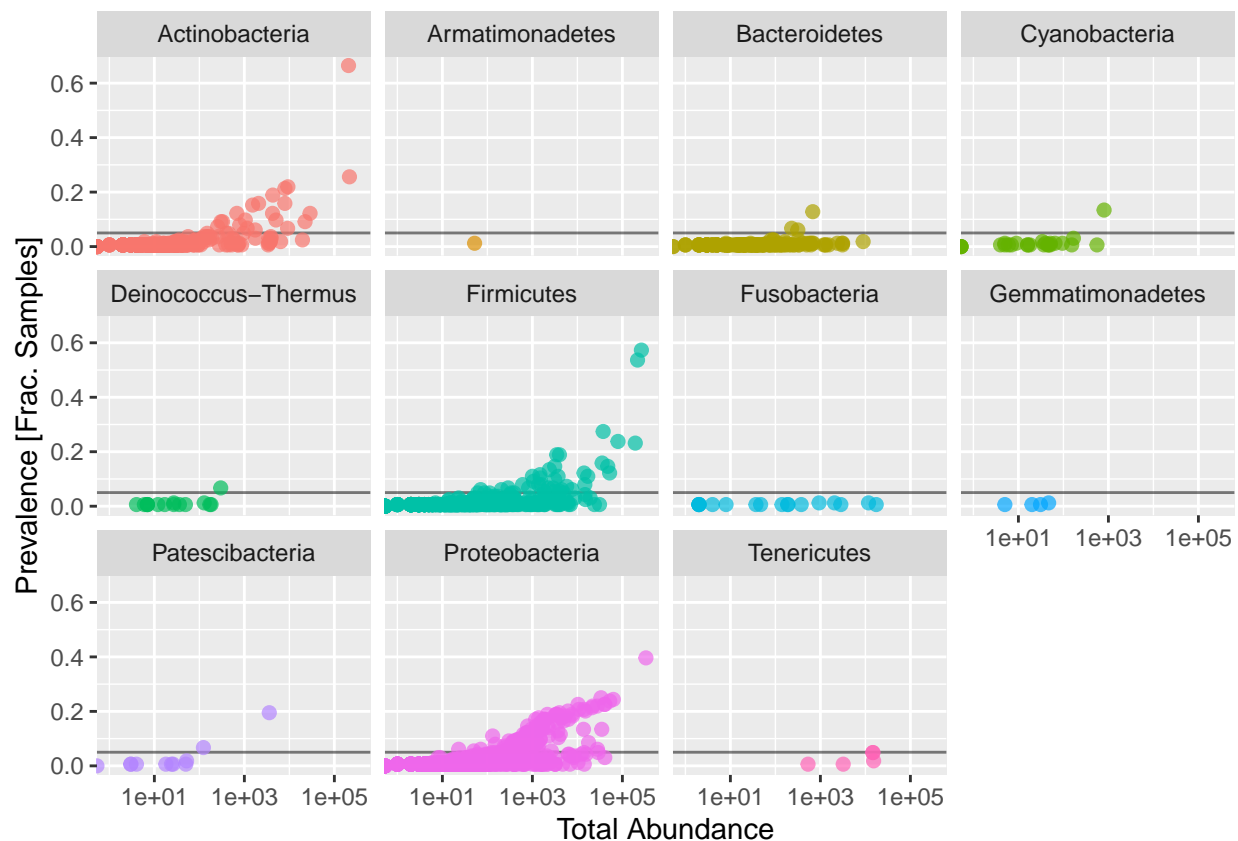 Actinobacteria Armatimonadetes Bacteroidetes Cyanobacteria
0.6
0.4
0.2
0.0
Deinococcus−Thermus Firmicutes Fusobacteria Gemmatimonadetes
0.6
0.4
0.2
0.0
1e+01 1e+03 1e+05
Patescibacteria Proteobacteria Tenericutes
0.6
0.4
0.2
0.0
1e+01 1e+03 1e+05 1e+01 1e+03 1e+05 1e+01 1e+03 1e+05
Total Abundance
Prevalence [Frac. Samples]